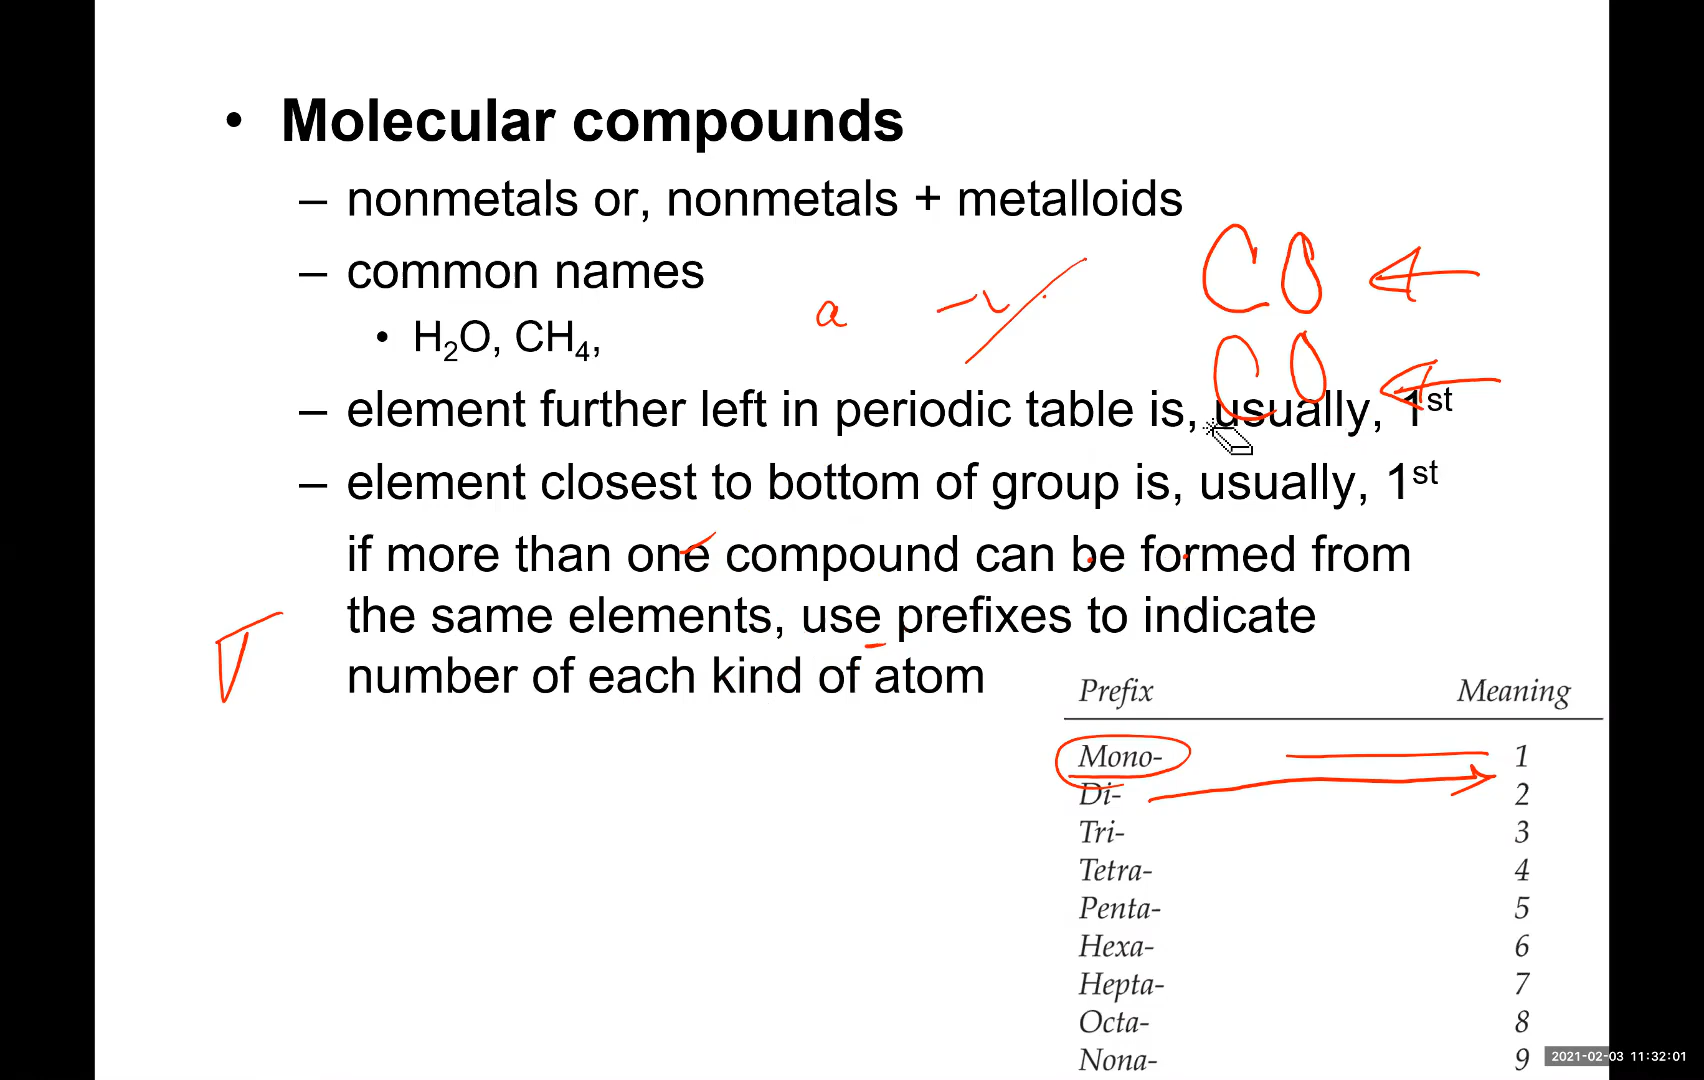 • Molecular compounds
– nonmetals or, nonmetals + metalloids
– common names
• H₂O, CH₄,
a
CO
CO
– element further left in periodic table is, usually, 1st
– element closest to bottom of group is, usually, 1st
if more than one compound can be formed from
the same elements, use prefixes to indicate
number of each kind of atom
Prefix Meaning
Mono- 1
Di- 2
Tri- 3
Tetra- 4
Penta- 5
Hexa- 6
Hepta- 7
Octa- 8
Nona- 9
2021-02-03 11:32:01